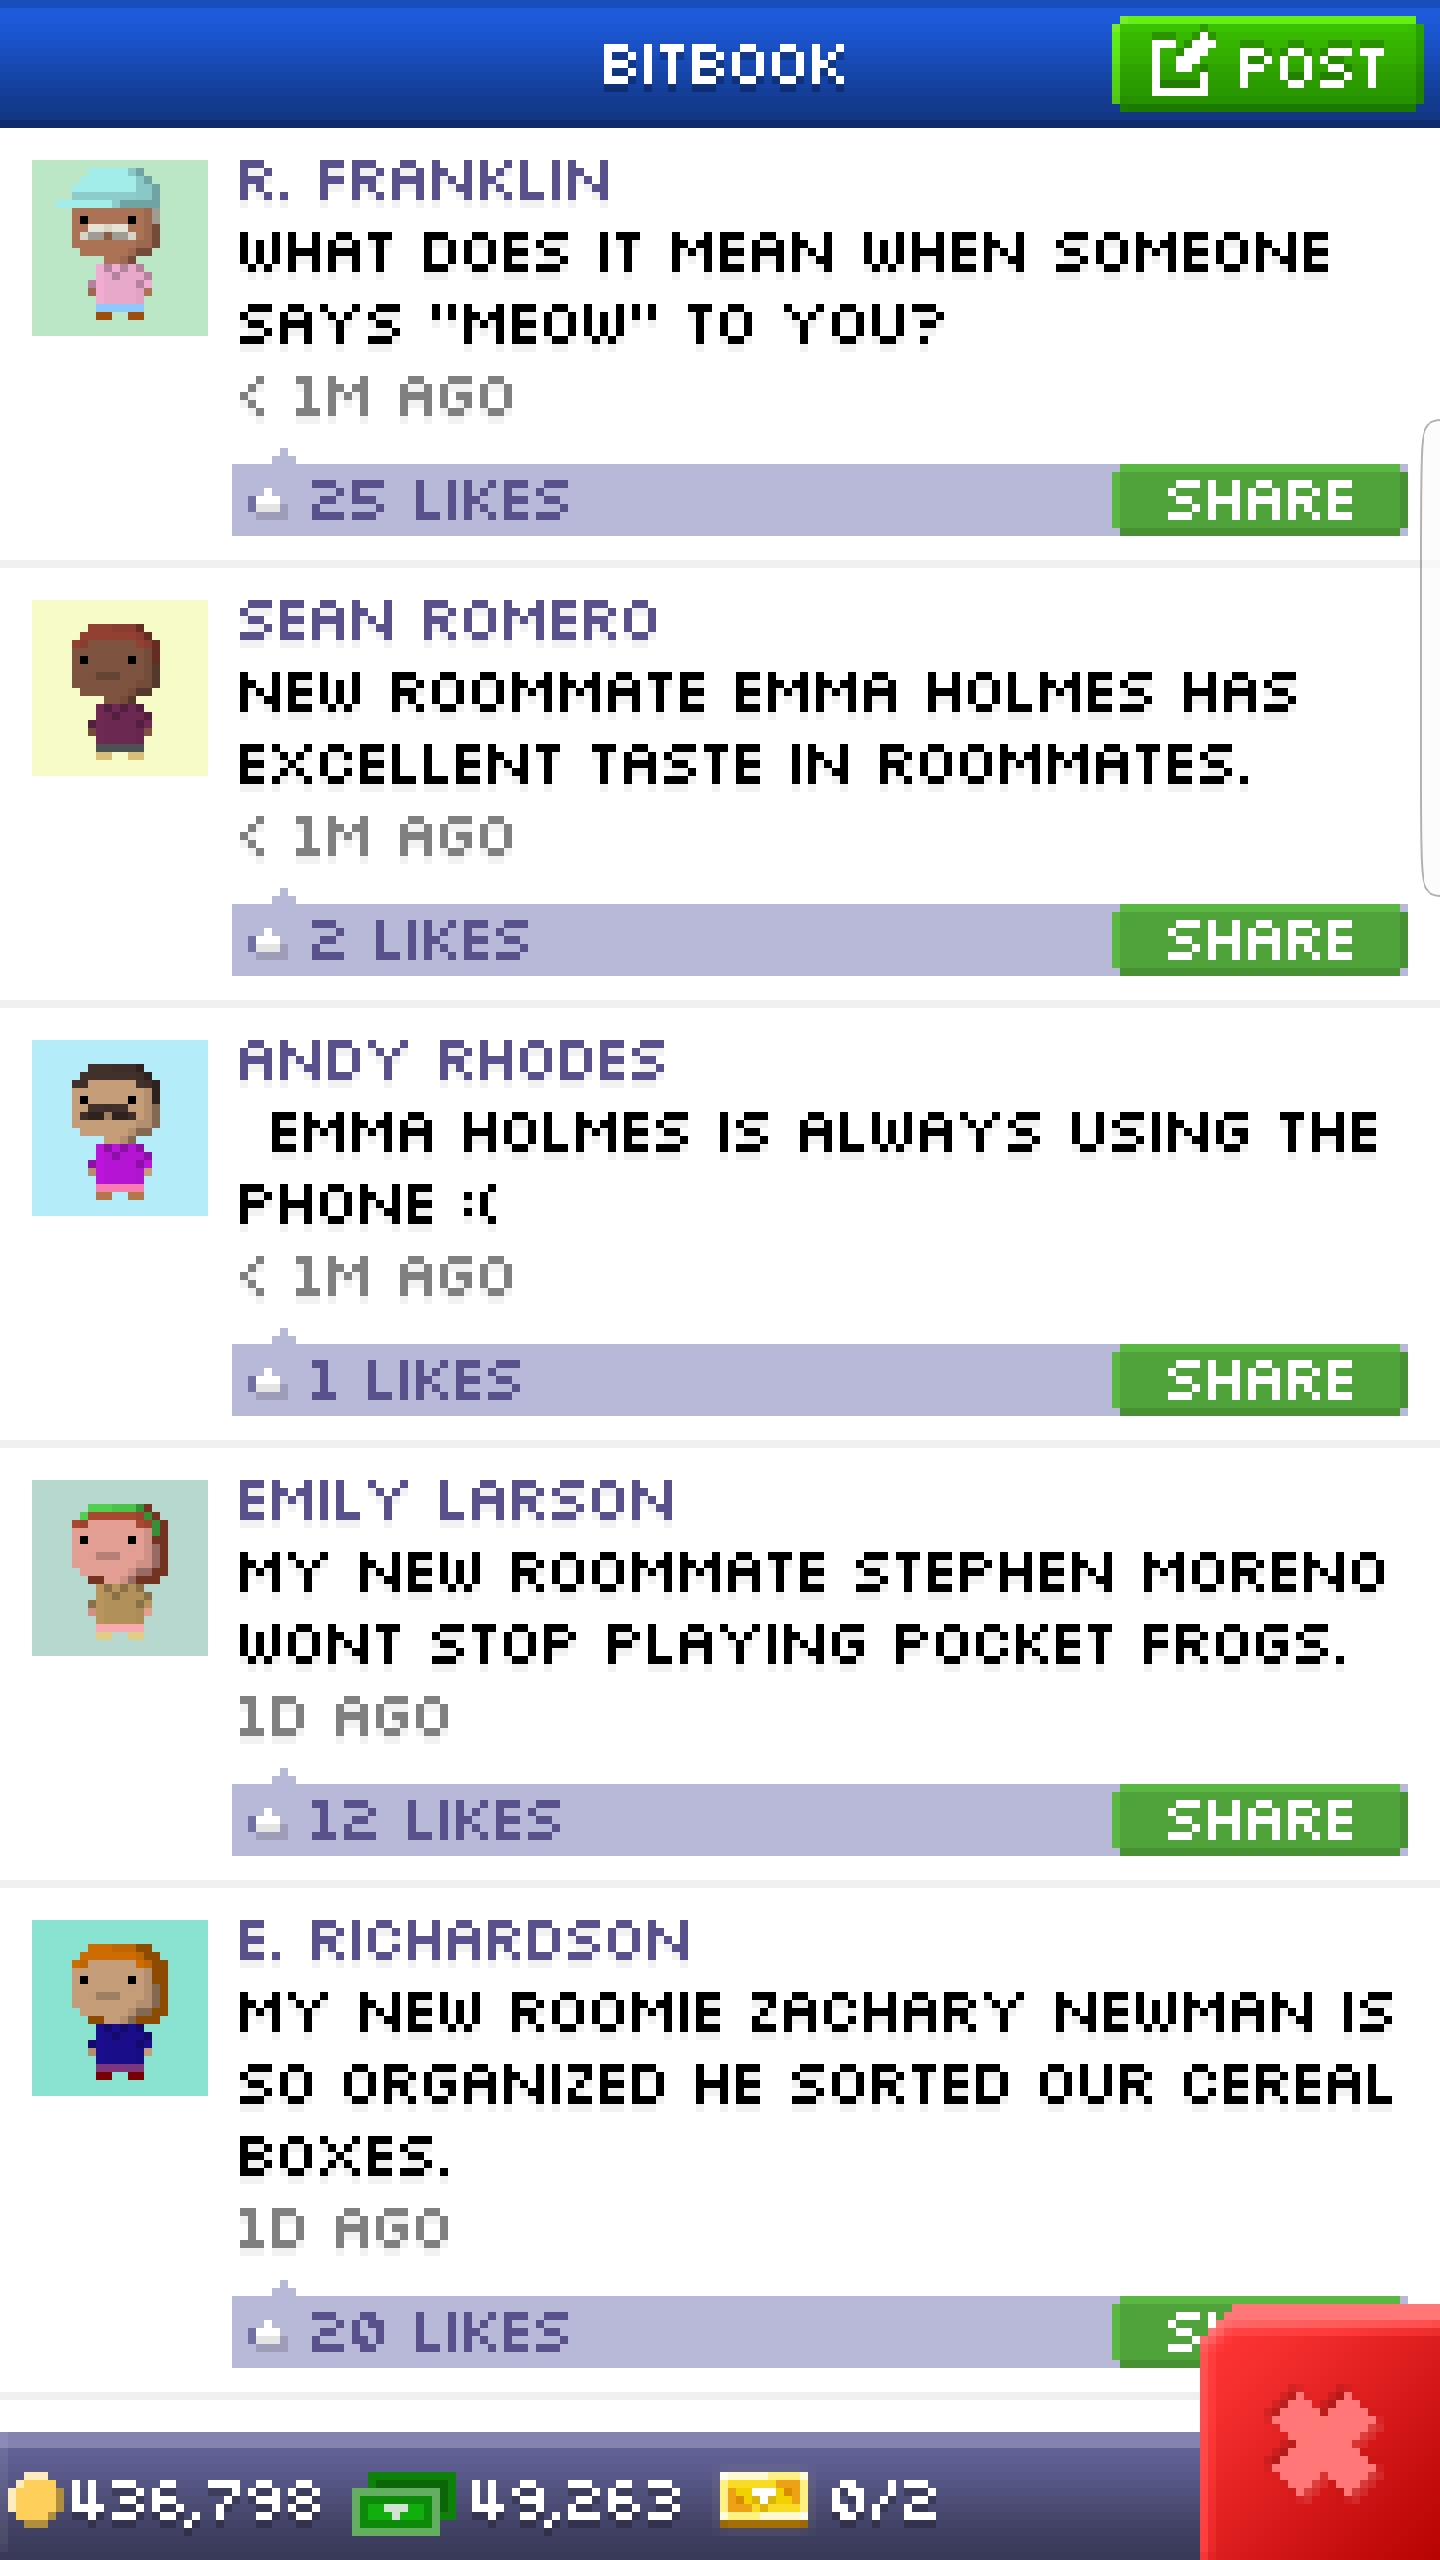 BITBOOK
POST
R. FRANKLIN
WHAT DOES IT MEAN WHEN SOMEONE
SAYS "MEOW" TO YOU?
< 1M AGO
25 LIKES
SHARE
SEAN ROMERO
NEW ROOMMATE EMMA HOLMES HAS
EXCELLENT TASTE IN ROOMMATES.
< 1M AGO
2 LIKES
SHARE
ANDY RHODES
EMMA HOLMES IS ALWAYS USING THE
PHONE :(
< 1M AGO
1 LIKES
SHARE
EMILY LARSON
MY NEW ROOMMATE STEPHEN MORENO
WONT STOP PLAYING POCKET FROGS.
1D AGO
12 LIKES
SHARE
E. RICHARDSON
MY NEW ROOMIE ZACHARY NEWMAN IS
SO ORGANIZED HE SORTED OUR CEREAL
BOXES.
1D AGO
20 LIKES
436,798
49,263
0/2